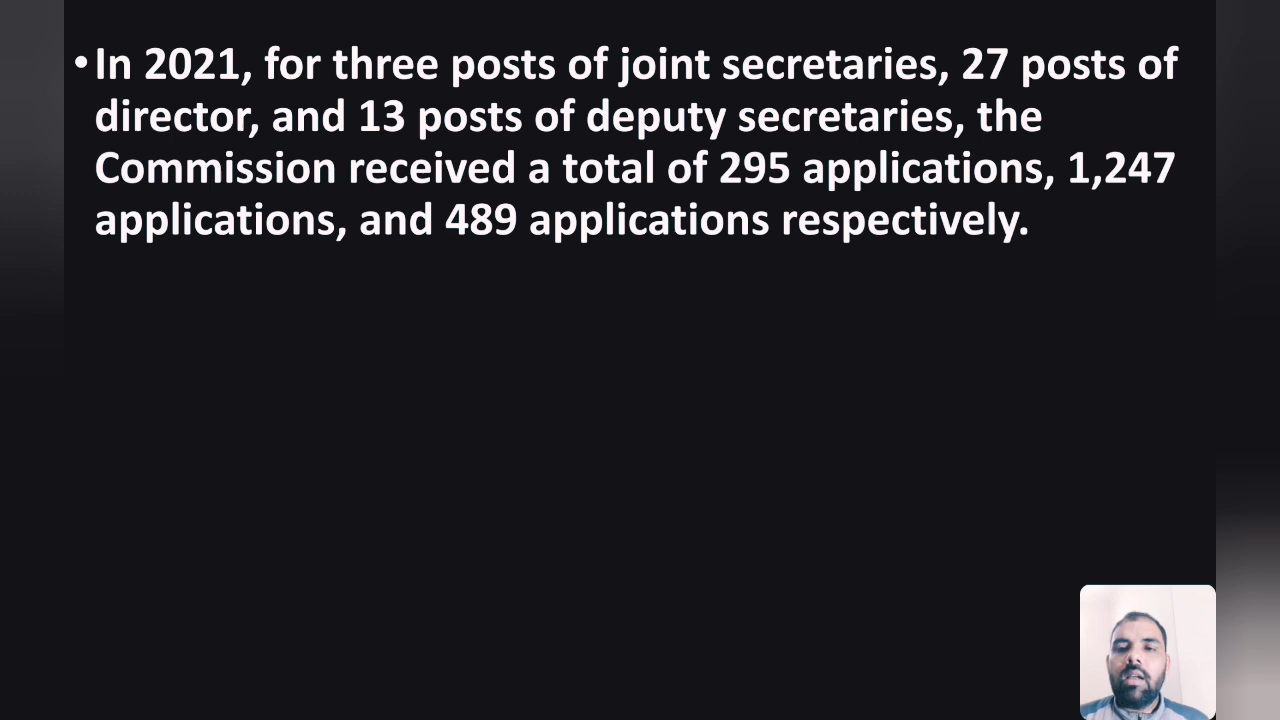 • In 2021, for three posts of joint secretaries, 27 posts of
director, and 13 posts of deputy secretaries, the
Commission received a total of 295 applications, 1,247
applications, and 489 applications respectively.